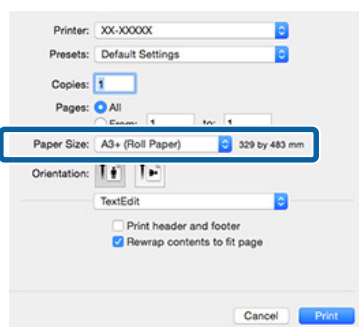 Printer: XX-XXXXX
Presets: Default Settings
Copies: 1
Pages: All
From: 1 to: 1
Paper Size: A3+ (Roll Paper) 329 by 483 mm
Orientation:
TextEdit
Print header and footer
Rewrap contents to fit page
Cancel Print